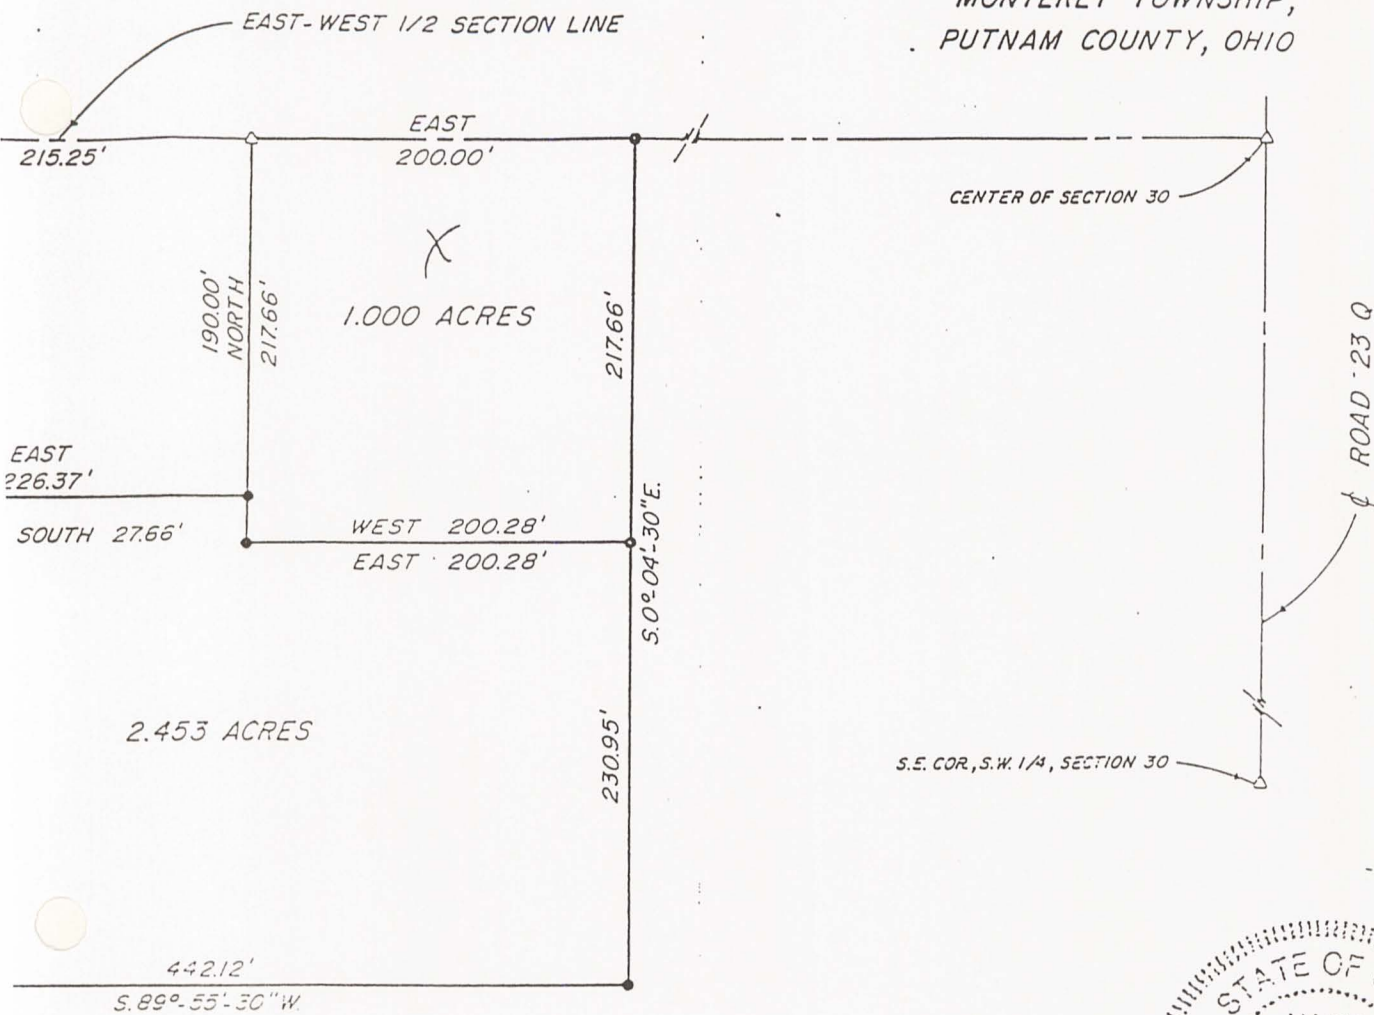 MONTEREY TOWNSHIP,
PUTNAM COUNTY, OHIO
EAST-WEST 1/2 SECTION LINE
EAST
200.00'
215.25'
CENTER OF SECTION 30
X
1.000 ACRES
190.00'
NORTH
217.66'
217.66'
ROAD 23 Q
EAST
226.37'
SOUTH 27.66'
WEST 200.28'
EAST 200.28'
S.0°-04'-30"E.
2.453 ACRES
230.95'
S.E. COR., S.W. 1/4, SECTION 30
442.12'
S.89°-55'-30"W.
STATE OF